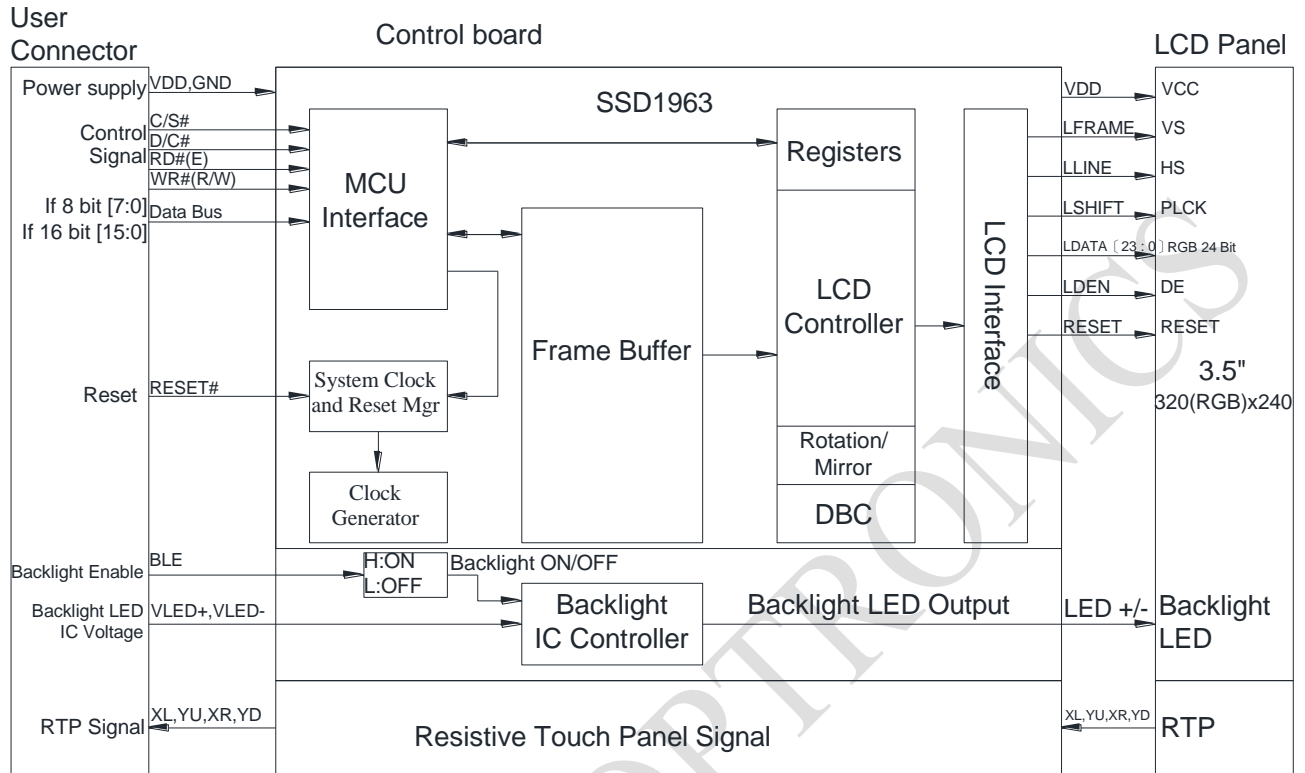 User
Connector
Control board
LCD Panel
Power supply
VDD,GND
Control
Signal
C/S#
D/C#
RD#(E)
WR#(R/W)
If 8 bit [7:0]
If 16 bit [15:0]
Data Bus
Reset
RESET#
Backlight Enable
BLE
Backlight LED
IC Voltage
VLED+,VLED-
RTP Signal
XL,YU,XR,YD
SSD1963
MCU
Interface
System Clock
and Reset Mgr
Clock
Generator
Frame Buffer
Registers
LCD
Controller
Rotation/
Mirror
DBC
LCD Interface
H:ON
L:OFF
Backlight ON/OFF
Backlight
IC Controller
Backlight LED Output
Resistive Touch Panel Signal
VDD
VCC
LFRAME
VS
LLINE
HS
LSHIFT
PLCK
LDATA〔23:0〕RGB 24 Bit
LDEN
DE
RESET
RESET
3.5"
320(RGB)x240
LED +/-
Backlight
LED
XL,YU,XR,YD
RTP
OPTRONICS